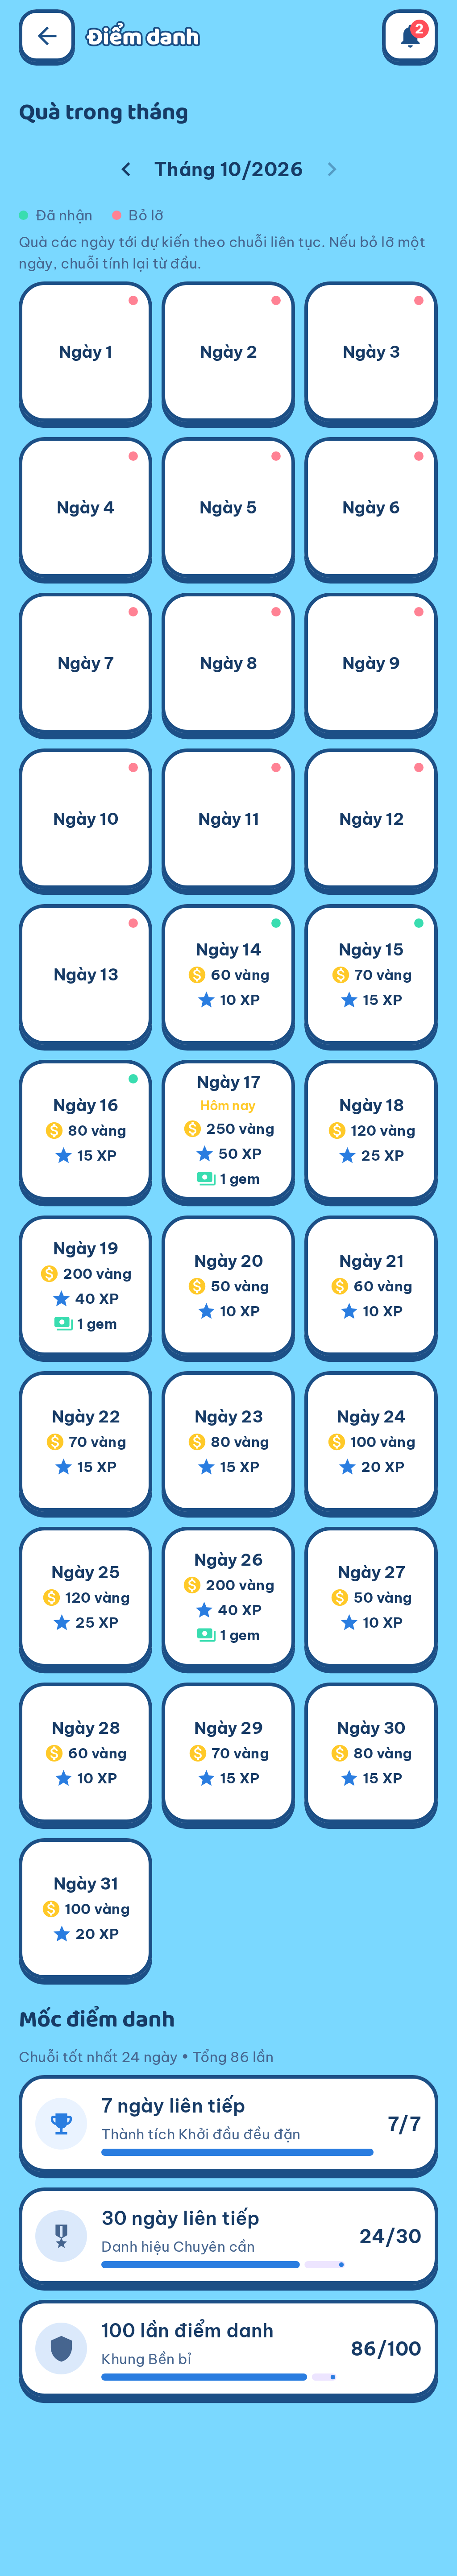 Điểm danh
2
Quà trong tháng
Tháng 10/2026
Đã nhận
Bỏ lỡ
Quà các ngày tới dự kiến theo chuỗi liên tục. Nếu bỏ lỡ một
ngày, chuỗi tính lại từ đầu.
Ngày 1
Ngày 2
Ngày 3
Ngày 4
Ngày 5
Ngày 6
Ngày 7
Ngày 8
Ngày 9
Ngày 10
Ngày 11
Ngày 12
Ngày 13
Ngày 14
60 vàng
10 XP
Ngày 15
70 vàng
15 XP
Ngày 16
80 vàng
15 XP
Ngày 17
Hôm nay
250 vàng
50 XP
1 gem
Ngày 18
120 vàng
25 XP
Ngày 19
200 vàng
40 XP
1 gem
Ngày 20
50 vàng
10 XP
Ngày 21
60 vàng
10 XP
Ngày 22
70 vàng
15 XP
Ngày 23
80 vàng
15 XP
Ngày 24
100 vàng
20 XP
Ngày 25
120 vàng
25 XP
Ngày 26
200 vàng
40 XP
1 gem
Ngày 27
50 vàng
10 XP
Ngày 28
60 vàng
10 XP
Ngày 29
70 vàng
15 XP
Ngày 30
80 vàng
15 XP
Ngày 31
100 vàng
20 XP
Mốc điểm danh
Chuỗi tốt nhất 24 ngày • Tổng 86 lần
7 ngày liên tiếp
Thành tích Khởi đầu đều đặn
7/7
30 ngày liên tiếp
Danh hiệu Chuyên cần
24/30
100 lần điểm danh
Khung Bền bỉ
86/100